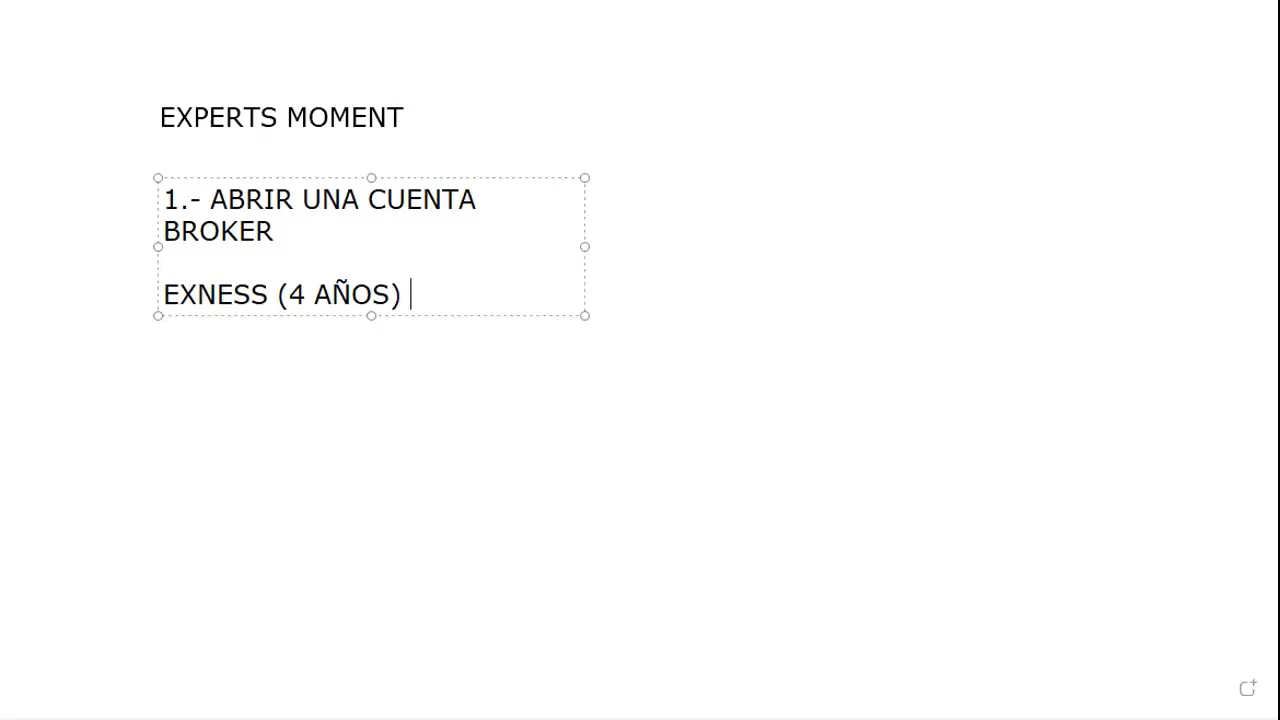 EXPERTS MOMENT
1.- ABRIR UNA CUENTA
BROKER
EXNESS (4 AÑOS)